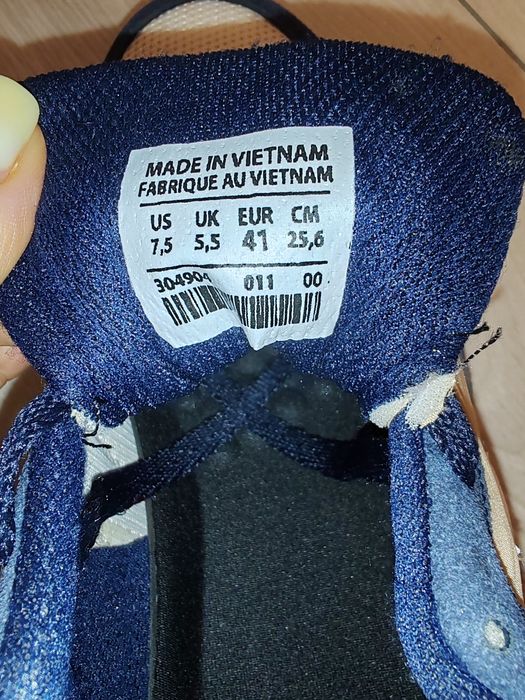 MADE IN VIETNAM
FABRIQUE AU VIETNAM
US UK EUR CM
7,5 5,5 41 25,6
304904 011 00